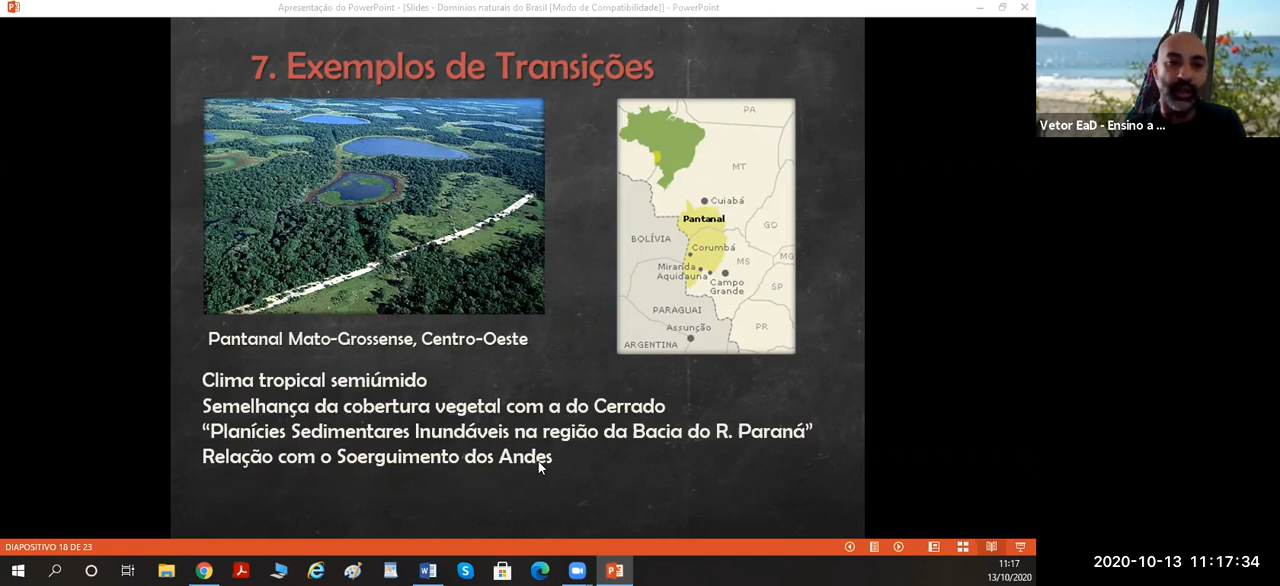 Apresentação do PowerPoint - [Slides - Domínios naturais do Brasil [Modo de Compatibilidade]] - PowerPoint
7. Exemplos de Transições
PA
MT
Cuiabá
Pantanal
GO
BOLÍVIA
Corumbá
MS
MG
Miranda
Aquidauna
Campo
Grande
SP
PARAGUAI
Assunção
PR
ARGENTINA
Vetor EaD - Ensino a ...
Pantanal Mato-Grossense, Centro-Oeste
Clima tropical semiúmido
Semelhança da cobertura vegetal com a do Cerrado
“Planícies Sedimentares Inundáveis na região da Bacia do R. Paraná”
Relação com o Soerguimento dos Andes
DIAPOSITIVO 18 DE 23
11:17
13/10/2020
2020-10-13 11:17:34